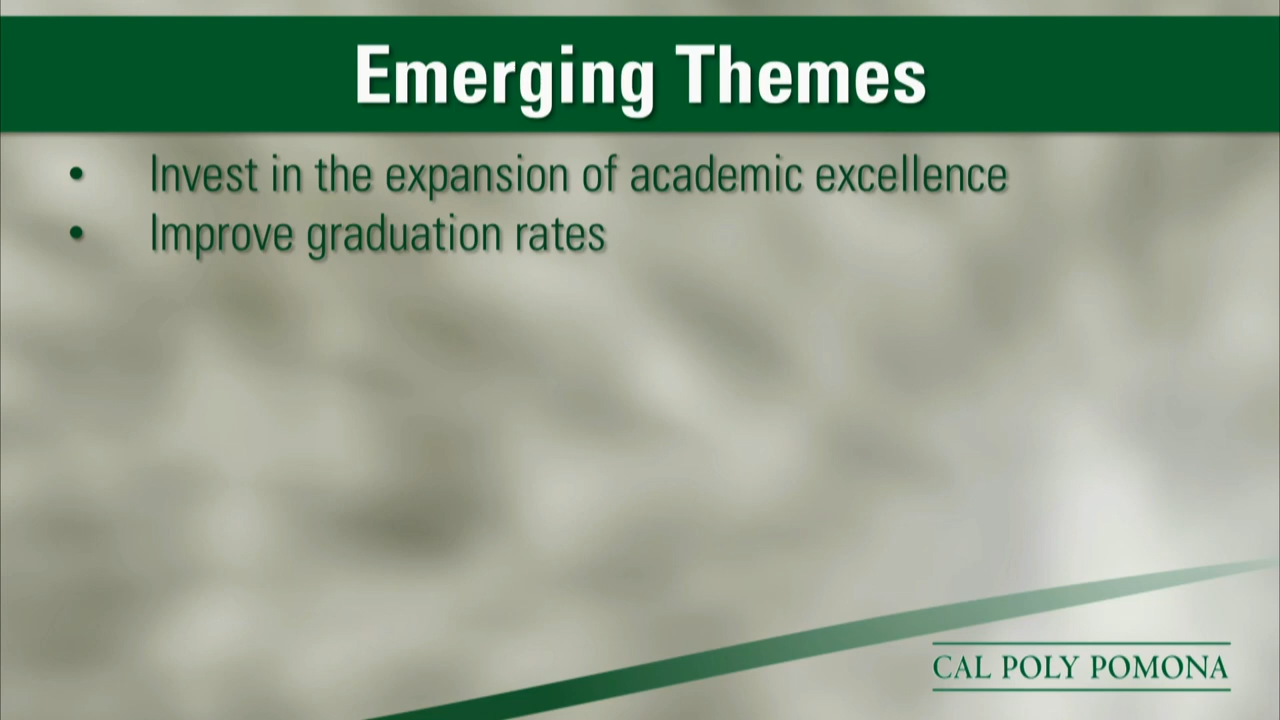 Emerging Themes
• Invest in the expansion of academic excellence
• Improve graduation rates
CAL POLY POMONA